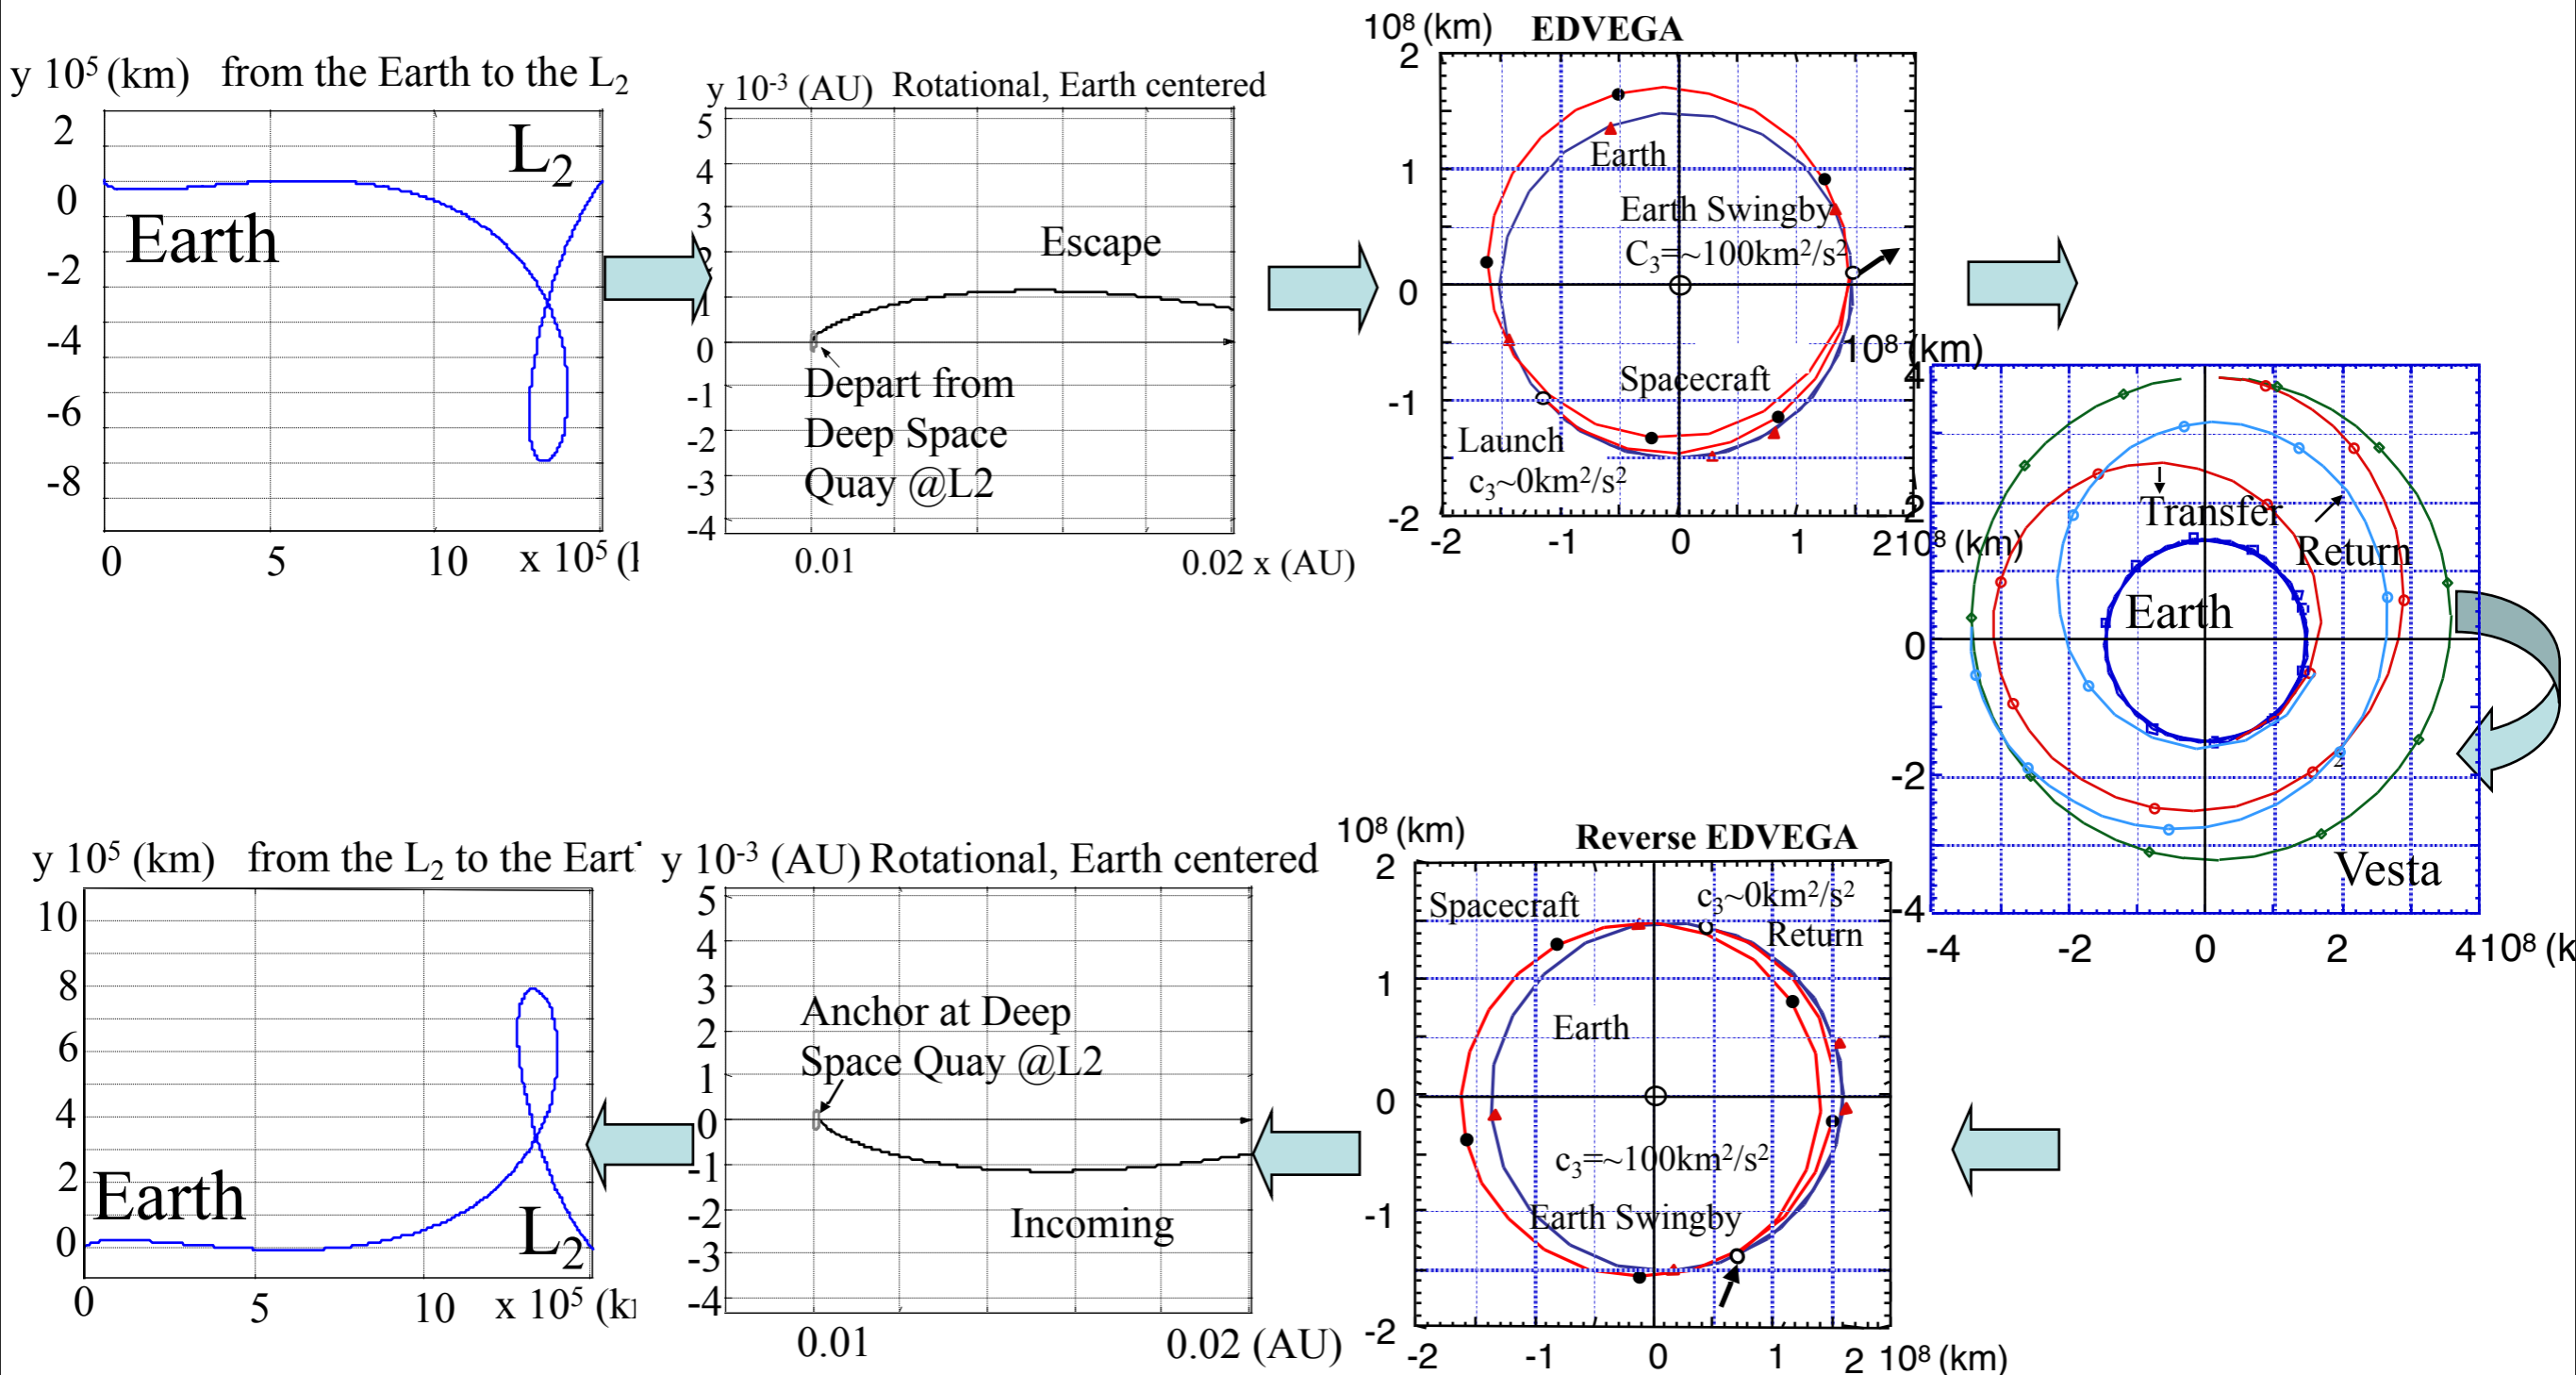 y 10⁵ (km) from the Earth to the L₂
2
0
-2
-4
-6
-8
L₂
Earth
0 5 10 x 10⁵
y 10⁻³ (AU) Rotational, Earth centered
5
4
3
2
1
0
-1
-2
-3
-4
Escape
Depart from
Deep Space
Quay @L2
0.01 0.02 x (AU)
10⁸ (km) EDVEGA
2
1
0
-1
-2
Earth
Earth Swingby
C₃=~100km²/s²
Spacecraft
Launch
c₃~0km²/s²
-2 -1 0 1 2 10⁸ (km)
10⁸ (km)
4
2
0
-2
-4
Transfer
Return
Earth
2
Vesta
-4 -2 0 2 4 10⁸
10⁸ (km) Reverse EDVEGA
2
1
0
-1
-2
Spacecraft
c₃~0km²/s²
Return
Earth
c₃=~100km²/s²
Earth Swingby
-2 -1 0 1 2 10⁸ (km)
y 10⁻³ (AU) Rotational, Earth centered
5
4
3
2
1
0
-1
-2
-3
-4
Anchor at Deep
Space Quay @L2
Incoming
0.01 0.02 (AU)
y 10⁵ (km) from the L₂ to the Eart
10
8
6
4
2
0
Earth
L₂
0 5 10 x 10⁵